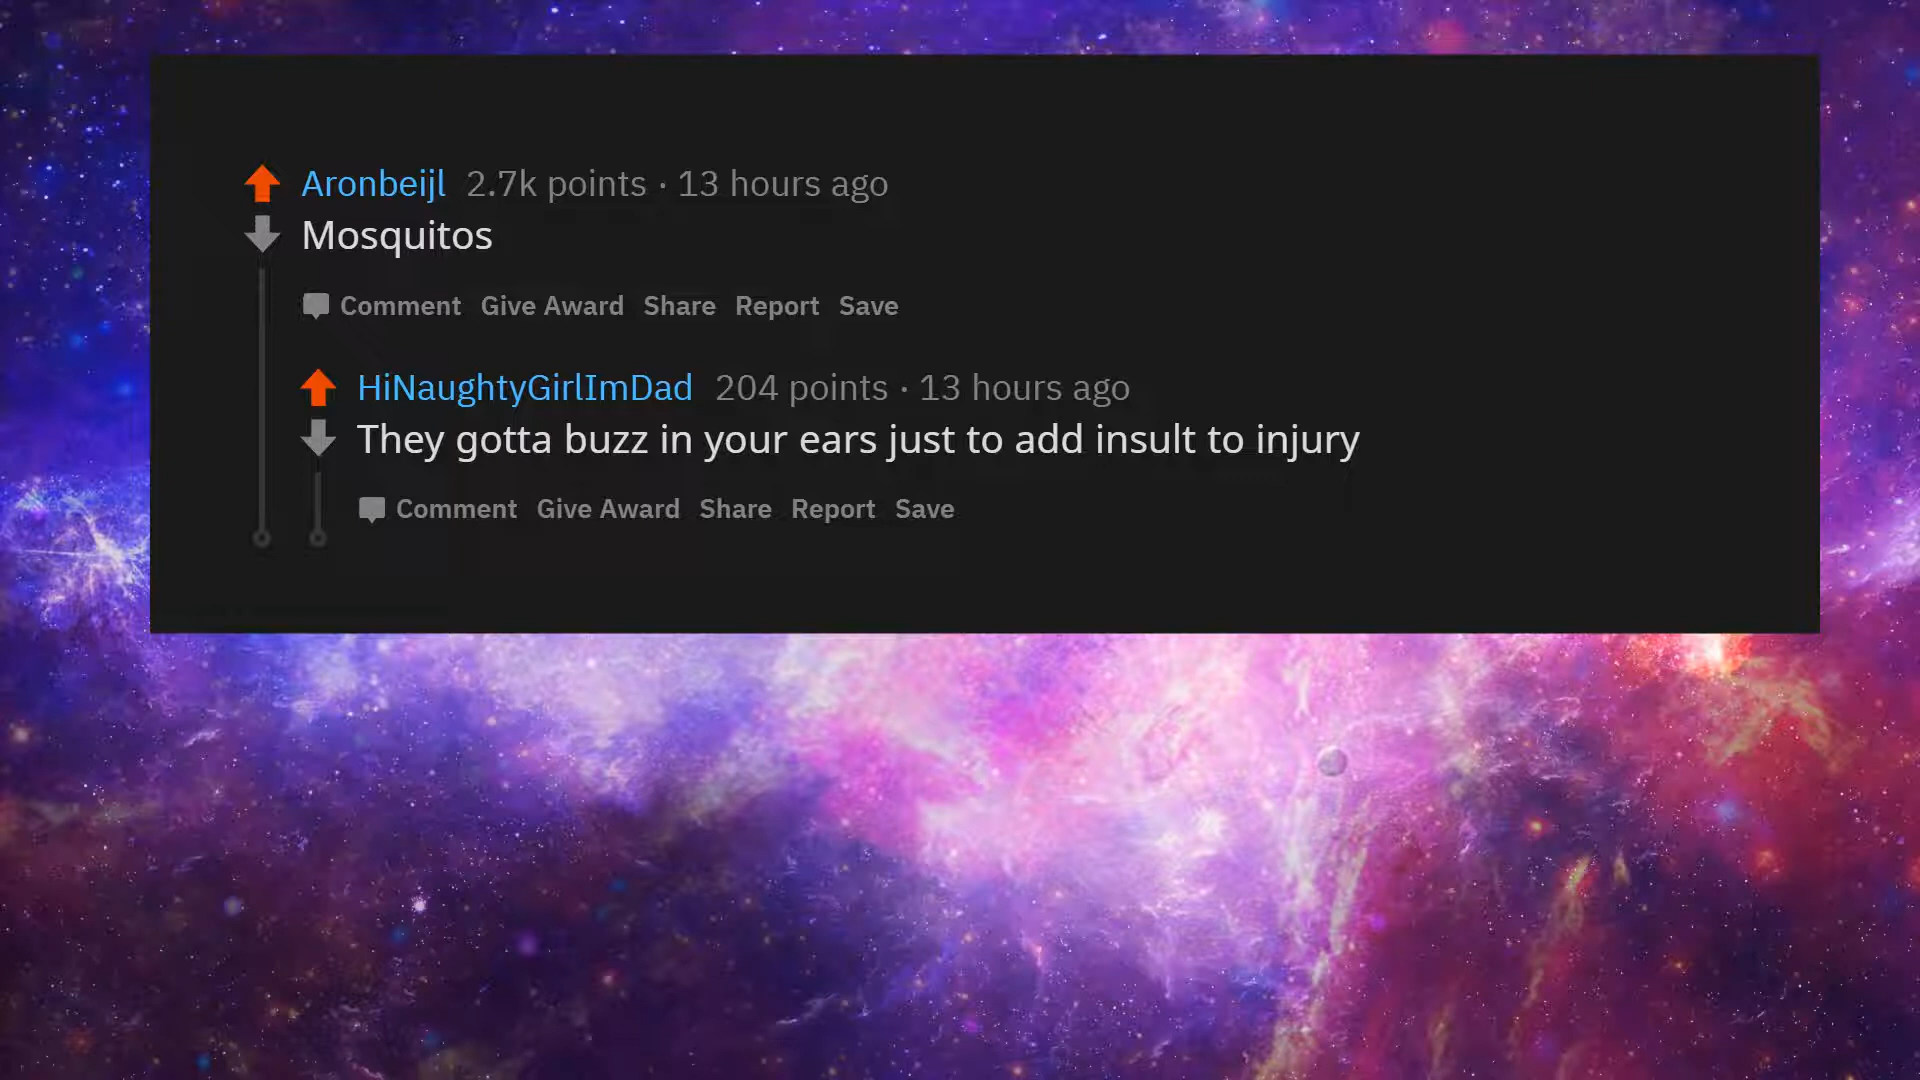 Aronbeijl 2.7k points · 13 hours ago
Mosquitos
Comment Give Award Share Report Save
HiNaughtyGirlImDad 204 points · 13 hours ago
They gotta buzz in your ears just to add insult to injury
Comment Give Award Share Report Save